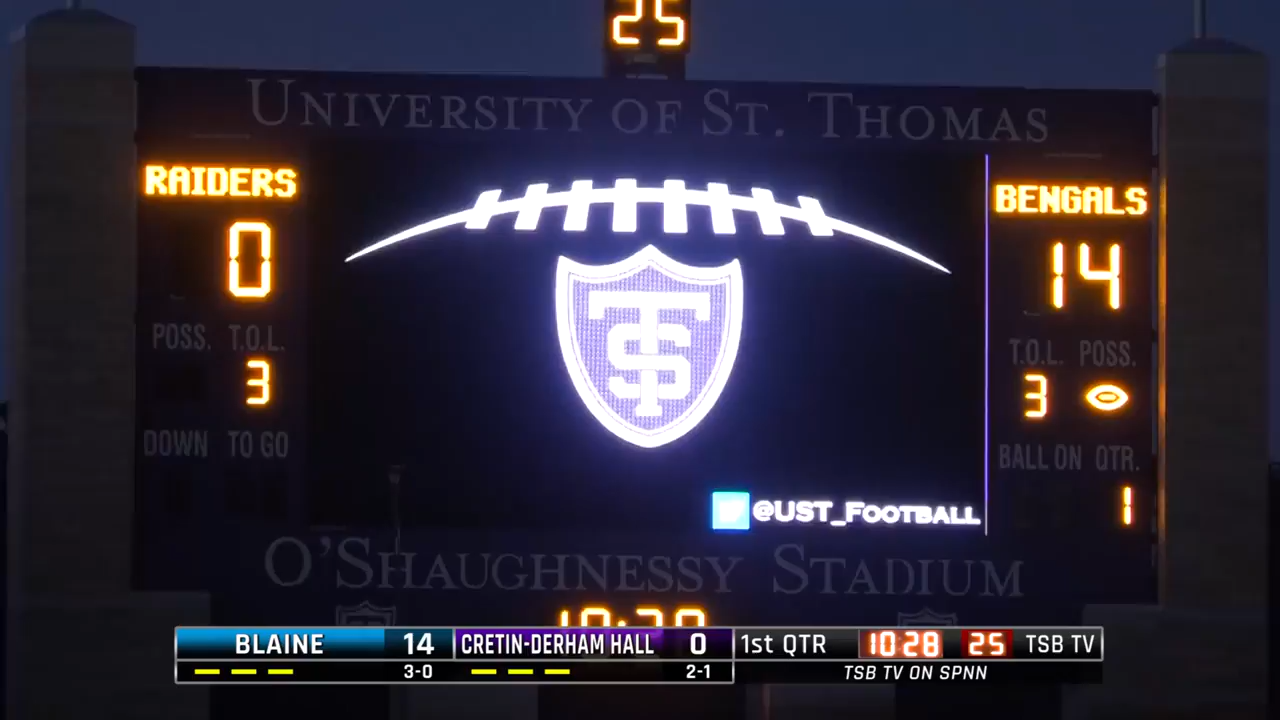 25
UNIVERSITY OF ST. THOMAS
RAIDERS
BENGALS
0
14
POSS. T.O.L.
T.O.L. POSS.
3
3
DOWN TO GO
BALL ON QTR.
1
TS
@UST_FOOTBALL
O'SHAUGHNESSY STADIUM
BLAINE 14 CRETIN-DERHAM HALL 0 1st QTR 10:28 25 TSB TV
3-0 2-1 TSB TV ON SPNN